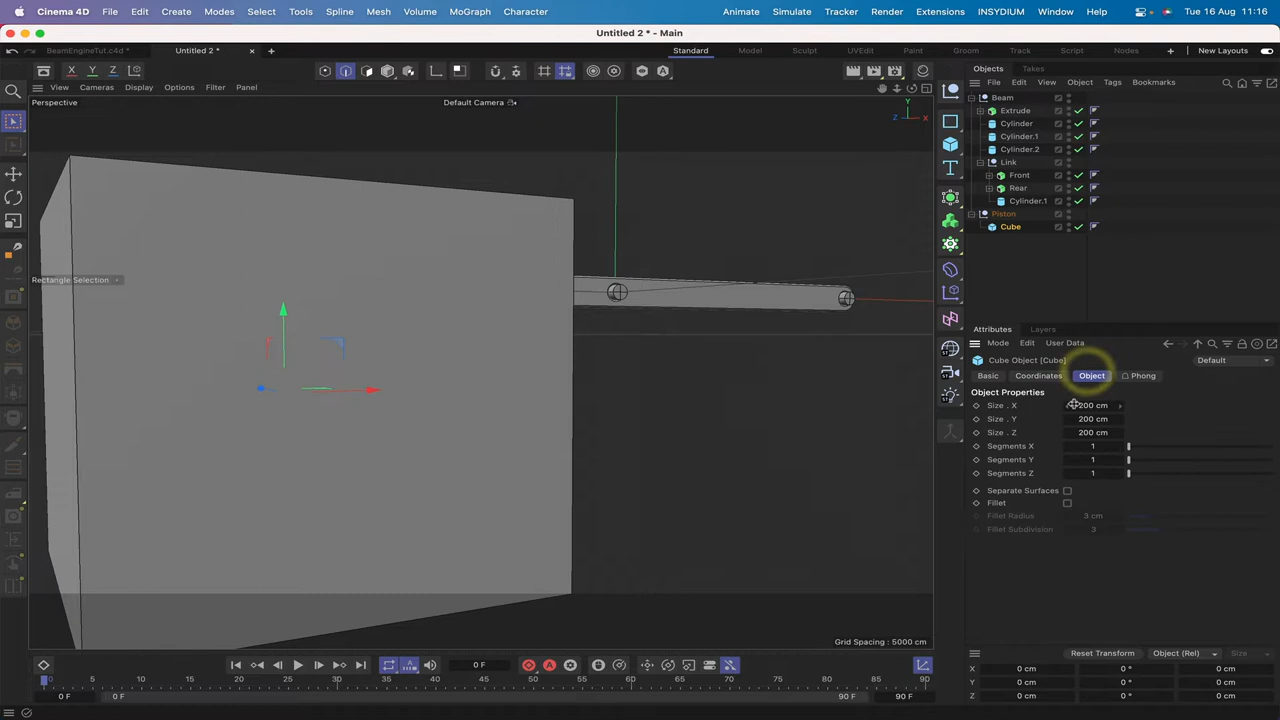 Cinema 4D File Edit Create Modes Select Tools Spline Mesh Volume MoGraph Character Animate Simulate Tracker Render Extensions INSYDIUM Window Help Tue 16 Aug 11:16
Untitled 2 * - Main
BeamEngineTut.c4d * Untitled 2 * Standard Model Sculpt UVEdit Paint Groom Track Script Nodes New Layouts
X Y Z
Objects Takes
View Cameras Display Options Filter Panel
File Edit View Object Tags Bookmarks
Perspective
Default Camera
Beam
Extrude
Cylinder
Cylinder.1
Cylinder.2
Link
Front
Rear
Cylinder.1
Piston
Cube
Y
Z X
Rectangle Selection
Attributes Layers
Mode Edit User Data
Cube Object [Cube]
Default
Basic Coordinates Object Phong
Object Properties
Size . X 200 cm
Size . Y 200 cm
Size . Z 200 cm
Segments X 1
Segments Y 1
Segments Z 1
Separate Surfaces
Fillet
Fillet Radius 3 cm
Fillet Subdivision 3
Grid Spacing : 5000 cm
Reset Transform Object (Rel) Size
0 F
X 0 cm 0 ° 0 cm
Y 0 cm 0 ° 0 cm
Z 0 cm 0 ° 0 cm
0 5 10 15 20 25 30 35 40 45 50 55 60 65 70 75 80 85 90
0 F 0 F 90 F 90 F